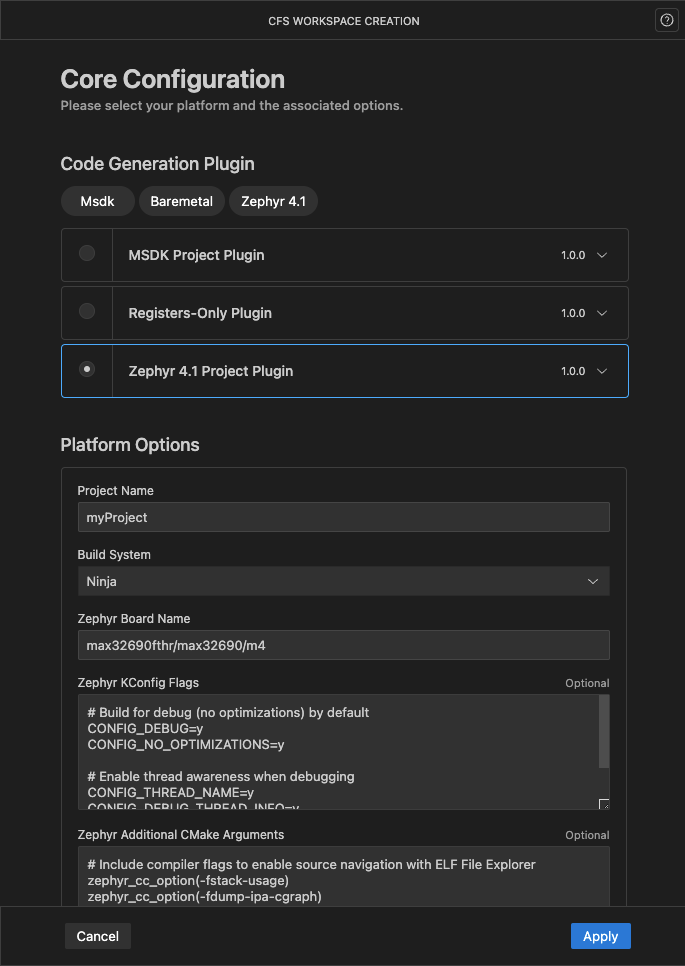 CFS WORKSPACE CREATION
Core Configuration
Please select your platform and the associated options.
Code Generation Plugin
Msdk Baremetal Zephyr 4.1
MSDK Project Plugin 1.0.0
Registers-Only Plugin 1.0.0
Zephyr 4.1 Project Plugin 1.0.0
Platform Options
Project Name
myProject
Build System
Ninja
Zephyr Board Name
max32690fthr/max32690/m4
Zephyr KConfig Flags Optional
# Build for debug (no optimizations) by default
CONFIG_DEBUG=y
CONFIG_NO_OPTIMIZATIONS=y
# Enable thread awareness when debugging
CONFIG_THREAD_NAME=y
CONFIG_DEBUG_THREAD_INFO=y
Zephyr Additional CMake Arguments Optional
# Include compiler flags to enable source navigation with ELF File Explorer
zephyr_cc_option(-fstack-usage)
zephyr_cc_option(-fdump-ipa-cgraph)
Cancel Apply